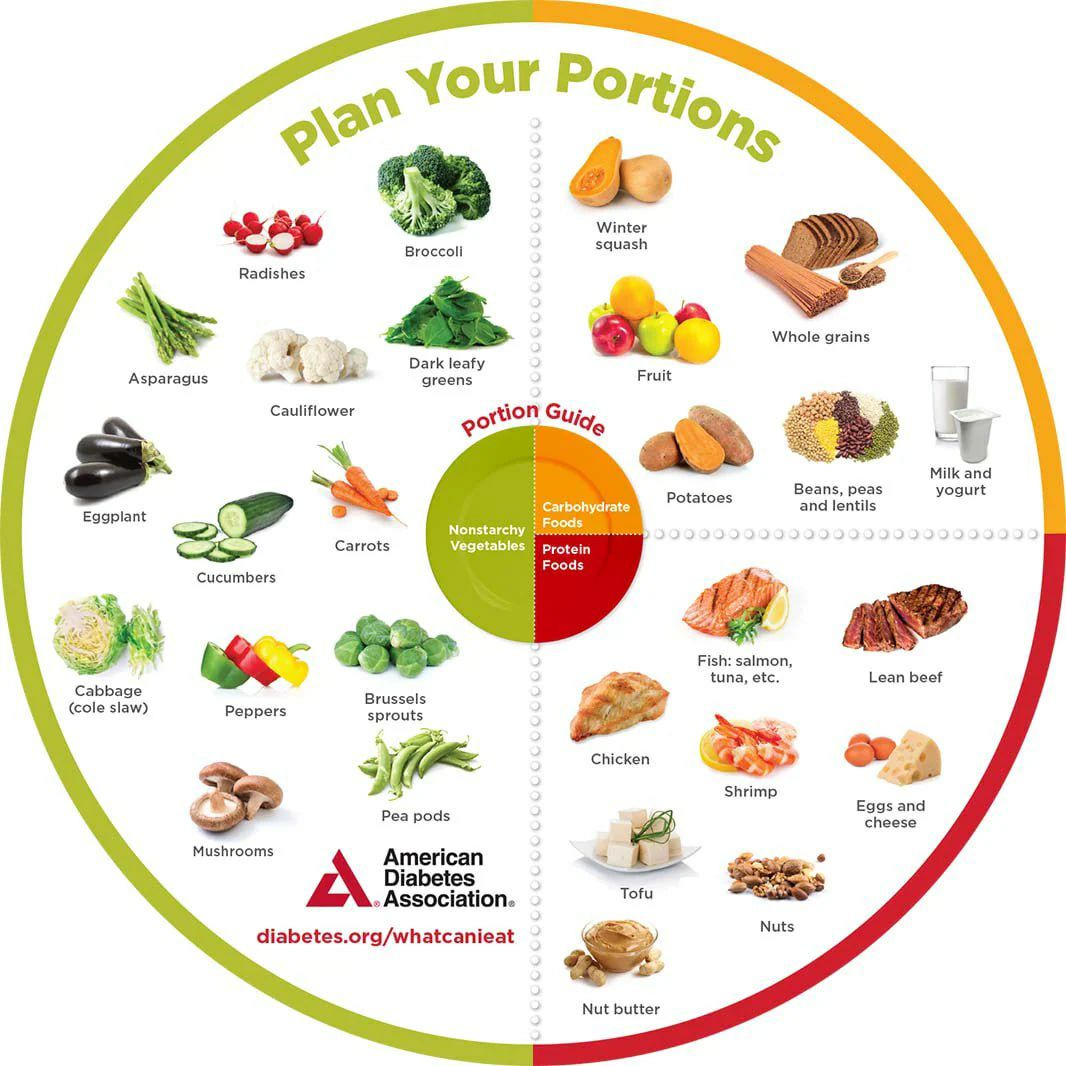 Plan Your Portions
Broccoli
Radishes
Asparagus
Cauliflower
Dark leafy
greens
Eggplant
Cucumbers
Carrots
Cabbage
(cole slaw)
Peppers
Brussels
sprouts
Mushrooms
Pea pods
American
Diabetes
Association®
diabetes.org/whatcanieat
Portion Guide
Nonstarchy
Vegetables
Carbohydrate
Foods
Protein
Foods
Winter
squash
Whole grains
Fruit
Potatoes
Beans, peas
and lentils
Milk and
yogurt
Fish: salmon,
tuna, etc.
Lean beef
Chicken
Shrimp
Eggs and
cheese
Tofu
Nuts
Nut butter